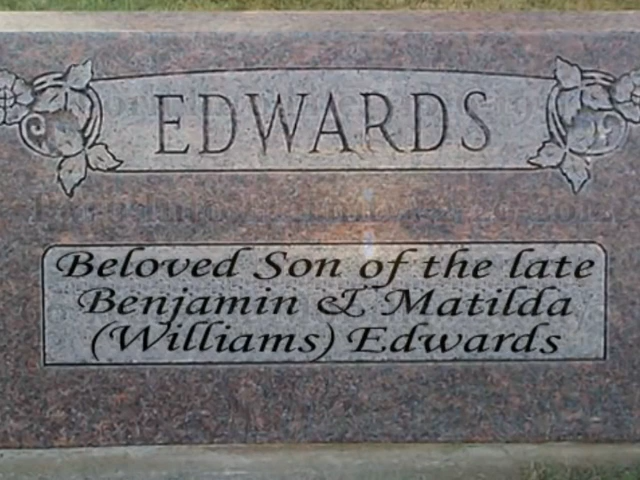 EDWARDS
Beloved Son of the late
Benjamin & Matilda
(Williams) Edwards